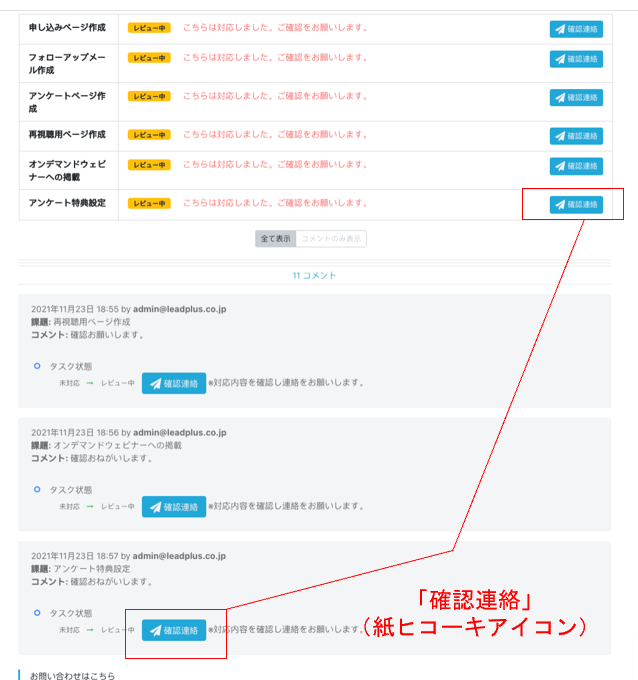 申し込みページ作成 レビュー中 こちらは対応しました。ご確認をお願いします。 確認連絡
フォローアップメー レビュー中 こちらは対応しました。ご確認をお願いします。 確認連絡
ル作成
アンケートページ作 レビュー中 こちらは対応しました。ご確認をお願いします。 確認連絡
成
再視聴用ページ作成 レビュー中 こちらは対応しました。ご確認をお願いします。 確認連絡
オンデマンドウェビ レビュー中 こちらは対応しました。ご確認をお願いします。 確認連絡
ナーへの掲載
アンケート特典設定 レビュー中 こちらは対応しました。ご確認をお願いします。 確認連絡
全て表示 コメントのみ表示
11 コメント
2021年11月23日 18:55 by admin@leadplus.co.jp
課題: 再視聴用ページ作成
コメント: 確認お願いします。
タスク状態
未対応 → レビュー中 確認連絡 ※対応内容を確認し連絡をお願いします。
2021年11月23日 18:56 by admin@leadplus.co.jp
課題: オンデマンドウェビナーへの掲載
コメント: 確認おねがいします。
タスク状態
未対応 → レビュー中 確認連絡 ※対応内容を確認し連絡をお願いします。
2021年11月23日 18:57 by admin@leadplus.co.jp
課題: アンケート特典設定
コメント: 確認おねがいします。
タスク状態
未対応 → レビュー中 確認連絡 ※対応内容を確認し連絡をお願いします。
「確認連絡」
（紙ヒコーキアイコン）
お問い合わせはこちら